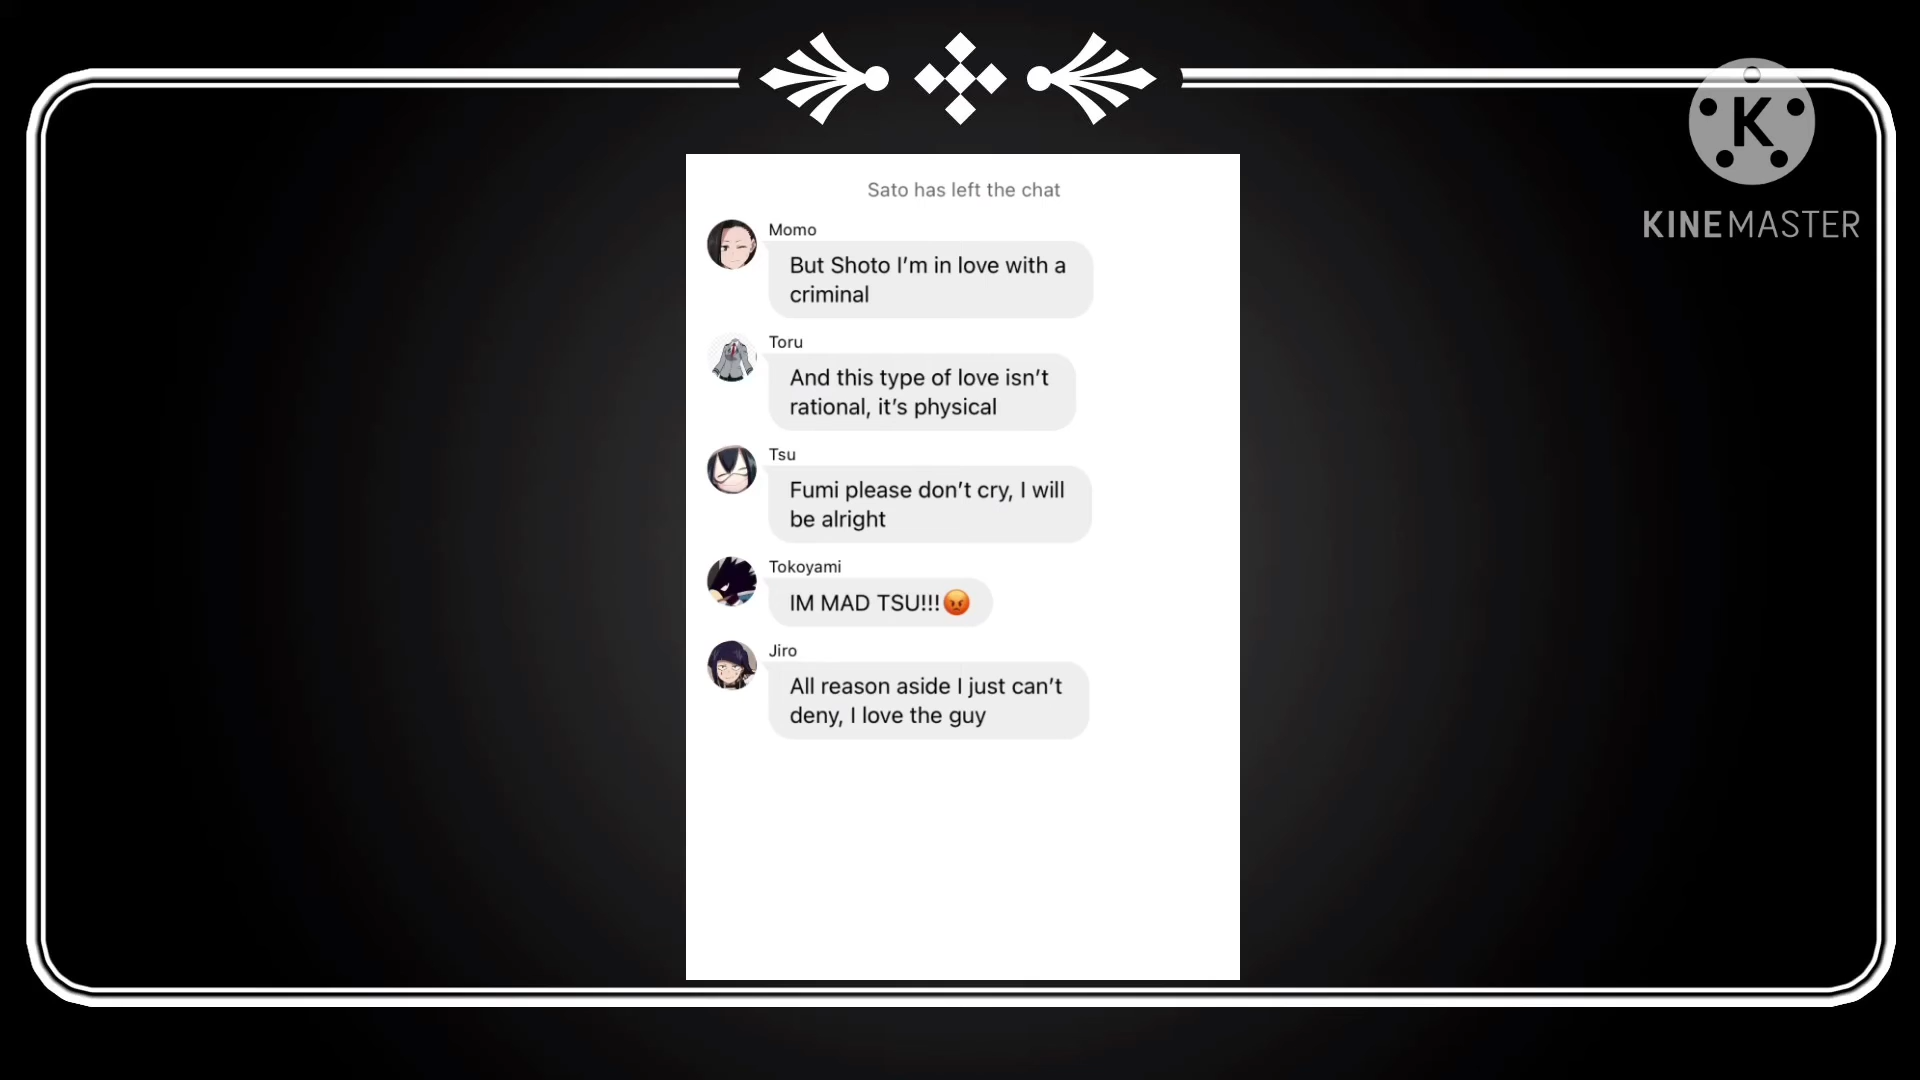 K
KINEMASTER
Sato has left the chat
Momo
But Shoto I’m in love with a
criminal
Toru
And this type of love isn’t
rational, it’s physical
Tsu
Fumi please don’t cry, I will
be alright
Tokoyami
IM MAD TSU!!!😡
Jiro
All reason aside I just can’t
deny, I love the guy